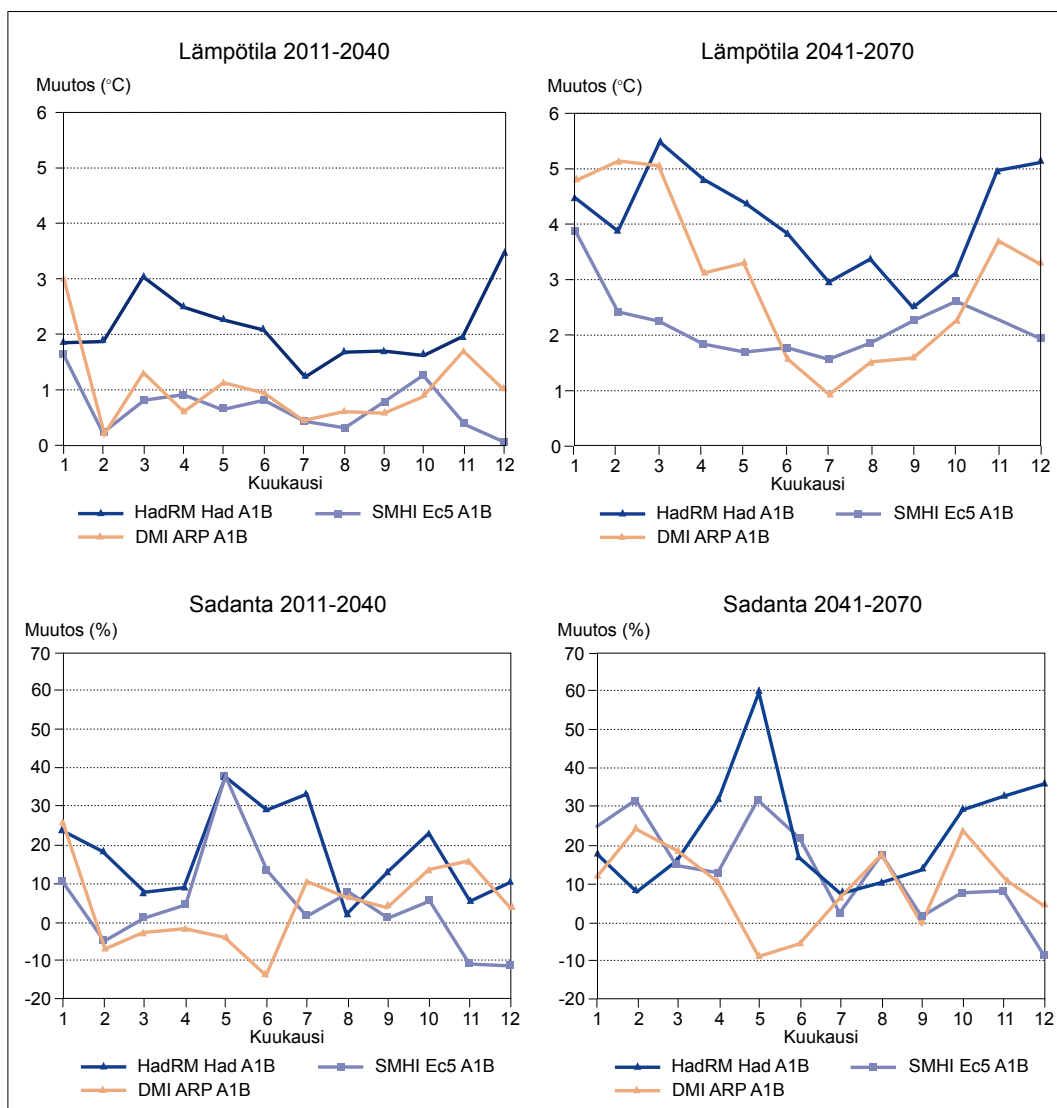 Lämpötila 2011-2040
Muutos (°C)
6
5
4
3
2
1
0
1 2 3 4 5 6 7 8 9 10 11 12
Kuukausi
HadRM Had A1B
SMHI Ec5 A1B
DMI ARP A1B
Lämpötila 2041-2070
Muutos (°C)
6
5
4
3
2
1
0
1 2 3 4 5 6 7 8 9 10 11 12
Kuukausi
HadRM Had A1B
SMHI Ec5 A1B
DMI ARP A1B
Sadanta 2011-2040
Muutos (%)
70
60
50
40
30
20
10
0
-10
-20
1 2 3 4 5 6 7 8 9 10 11 12
Kuukausi
HadRM Had A1B
SMHI Ec5 A1B
DMI ARP A1B
Sadanta 2041-2070
Muutos (%)
70
60
50
40
30
20
10
0
-10
-20
1 2 3 4 5 6 7 8 9 10 11 12
Kuukausi
HadRM Had A1B
SMHI Ec5 A1B
DMI ARP A1B